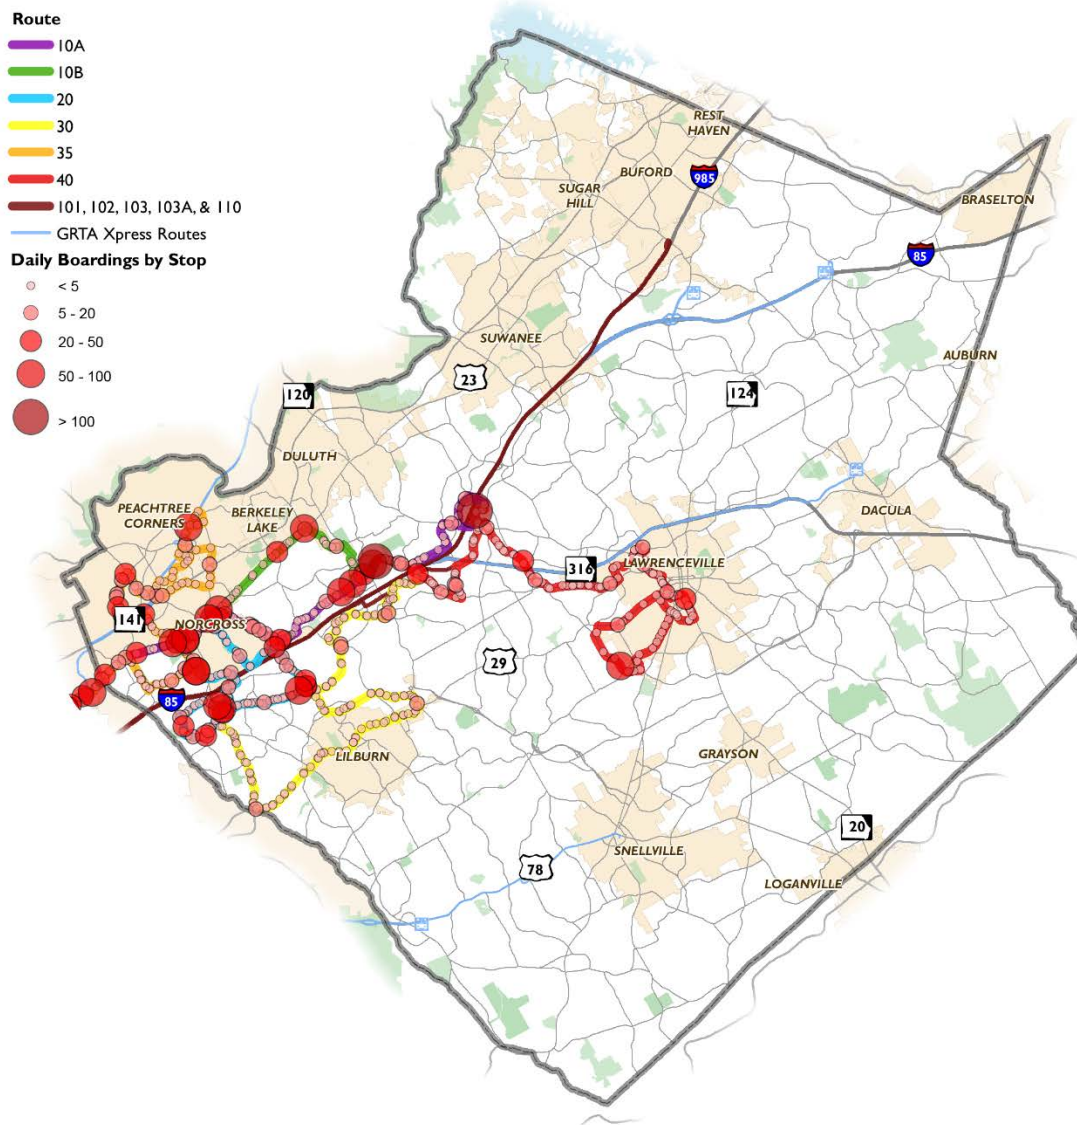 Route
10A
10B
20
30
35
40
101, 102, 103, 103A, & 110
GRTA Xpress Routes
Daily Boardings by Stop
< 5
5 - 20
20 - 50
50 - 100
> 100
REST
HAVEN
BUFORD
985
SUGAR
HILL
BRASELTON
85
SUWANEE
AUBURN
23
120
124
DULUTH
PEACHTREE
CORNERS
BERKELEY
LAKE
DACULA
316
LAWRENCEVILLE
141
NORCROSS
29
85
LILBURN
GRAYSON
20
SNELLVILLE
78
LOGANVILLE